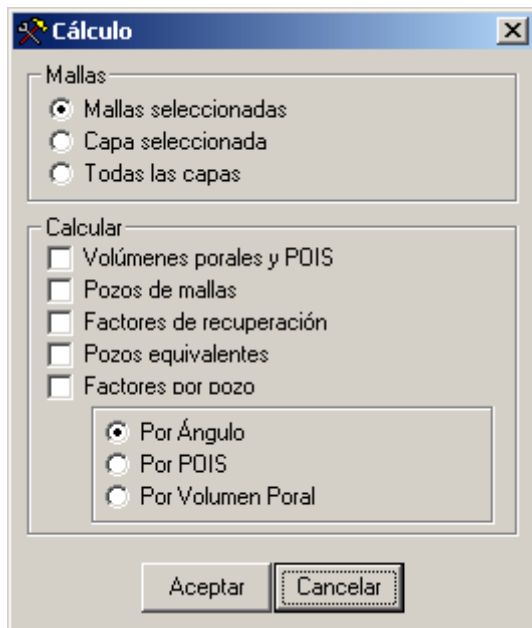 Cálculo
Mallas
Mallas seleccionadas
Capa seleccionada
Todas las capas
Calcular
Volúmenes porales y POIS
Pozos de mallas
Factores de recuperación
Pozos equivalentes
Factores por pozo
Por Ángulo
Por POIS
Por Volumen Poral
Aceptar Cancelar